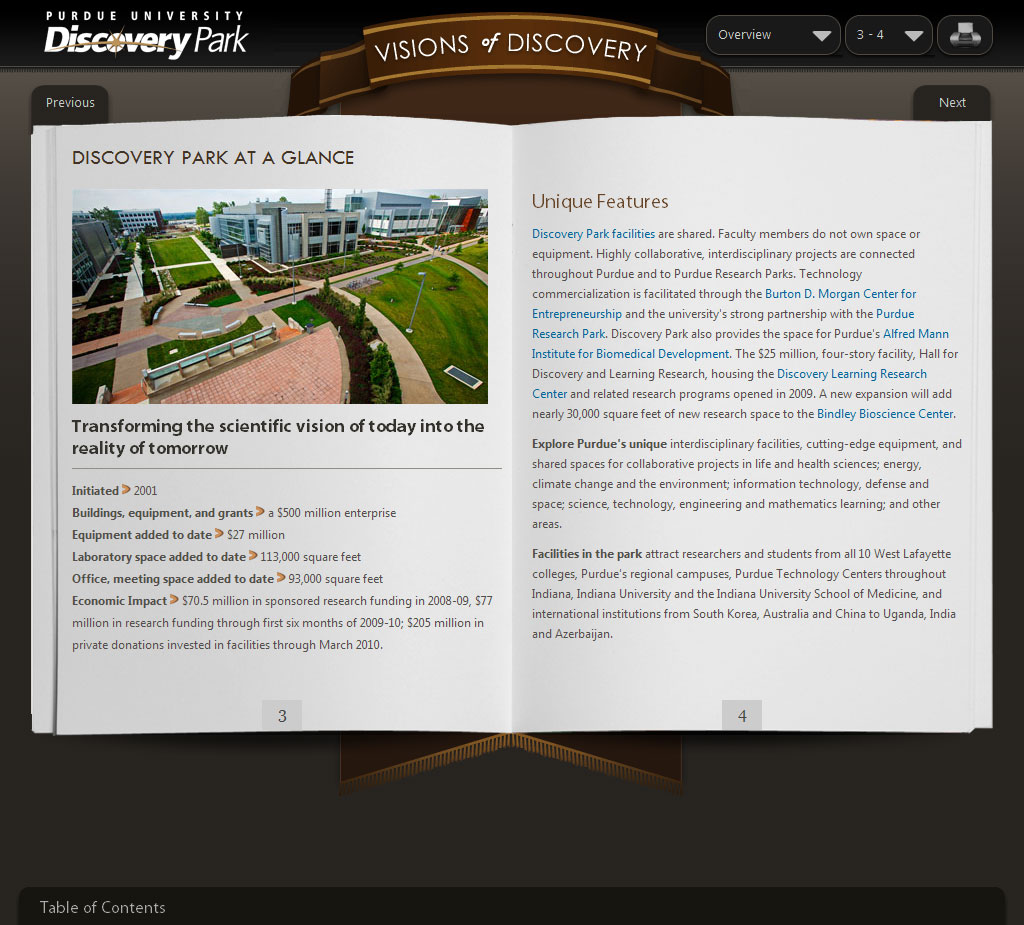 PURDUE UNIVERSITY
Discovery Park
VISIONS of DISCOVERY
Overview
3 - 4
Previous
Next
DISCOVERY PARK AT A GLANCE
Transforming the scientific vision of today into the
reality of tomorrow
Initiated 2001
Buildings, equipment, and grants a $500 million enterprise
Equipment added to date $27 million
Laboratory space added to date 113,000 square feet
Office, meeting space added to date 93,000 square feet
Economic Impact $70.5 million in sponsored research funding in 2008-09, $77
million in research funding through first six months of 2009-10; $205 million in
private donations invested in facilities through March 2010.
3
Unique Features
Discovery Park facilities are shared. Faculty members do not own space or
equipment. Highly collaborative, interdisciplinary projects are connected
throughout Purdue and to Purdue Research Parks. Technology
commercialization is facilitated through the Burton D. Morgan Center for
Entrepreneurship and the university's strong partnership with the Purdue
Research Park. Discovery Park also provides the space for Purdue's Alfred Mann
Institute for Biomedical Development. The $25 million, four-story facility, Hall for
Discovery and Learning Research, housing the Discovery Learning Research
Center and related research programs opened in 2009. A new expansion will add
nearly 30,000 square feet of new research space to the Bindley Bioscience Center.
Explore Purdue's unique interdisciplinary facilities, cutting-edge equipment, and
shared spaces for collaborative projects in life and health sciences; energy,
climate change and the environment; information technology, defense and
space; science, technology, engineering and mathematics learning; and other
areas.
Facilities in the park attract researchers and students from all 10 West Lafayette
colleges, Purdue's regional campuses, Purdue Technology Centers throughout
Indiana, Indiana University and the Indiana University School of Medicine, and
international institutions from South Korea, Australia and China to Uganda, India
and Azerbaijan.
4
Table of Contents